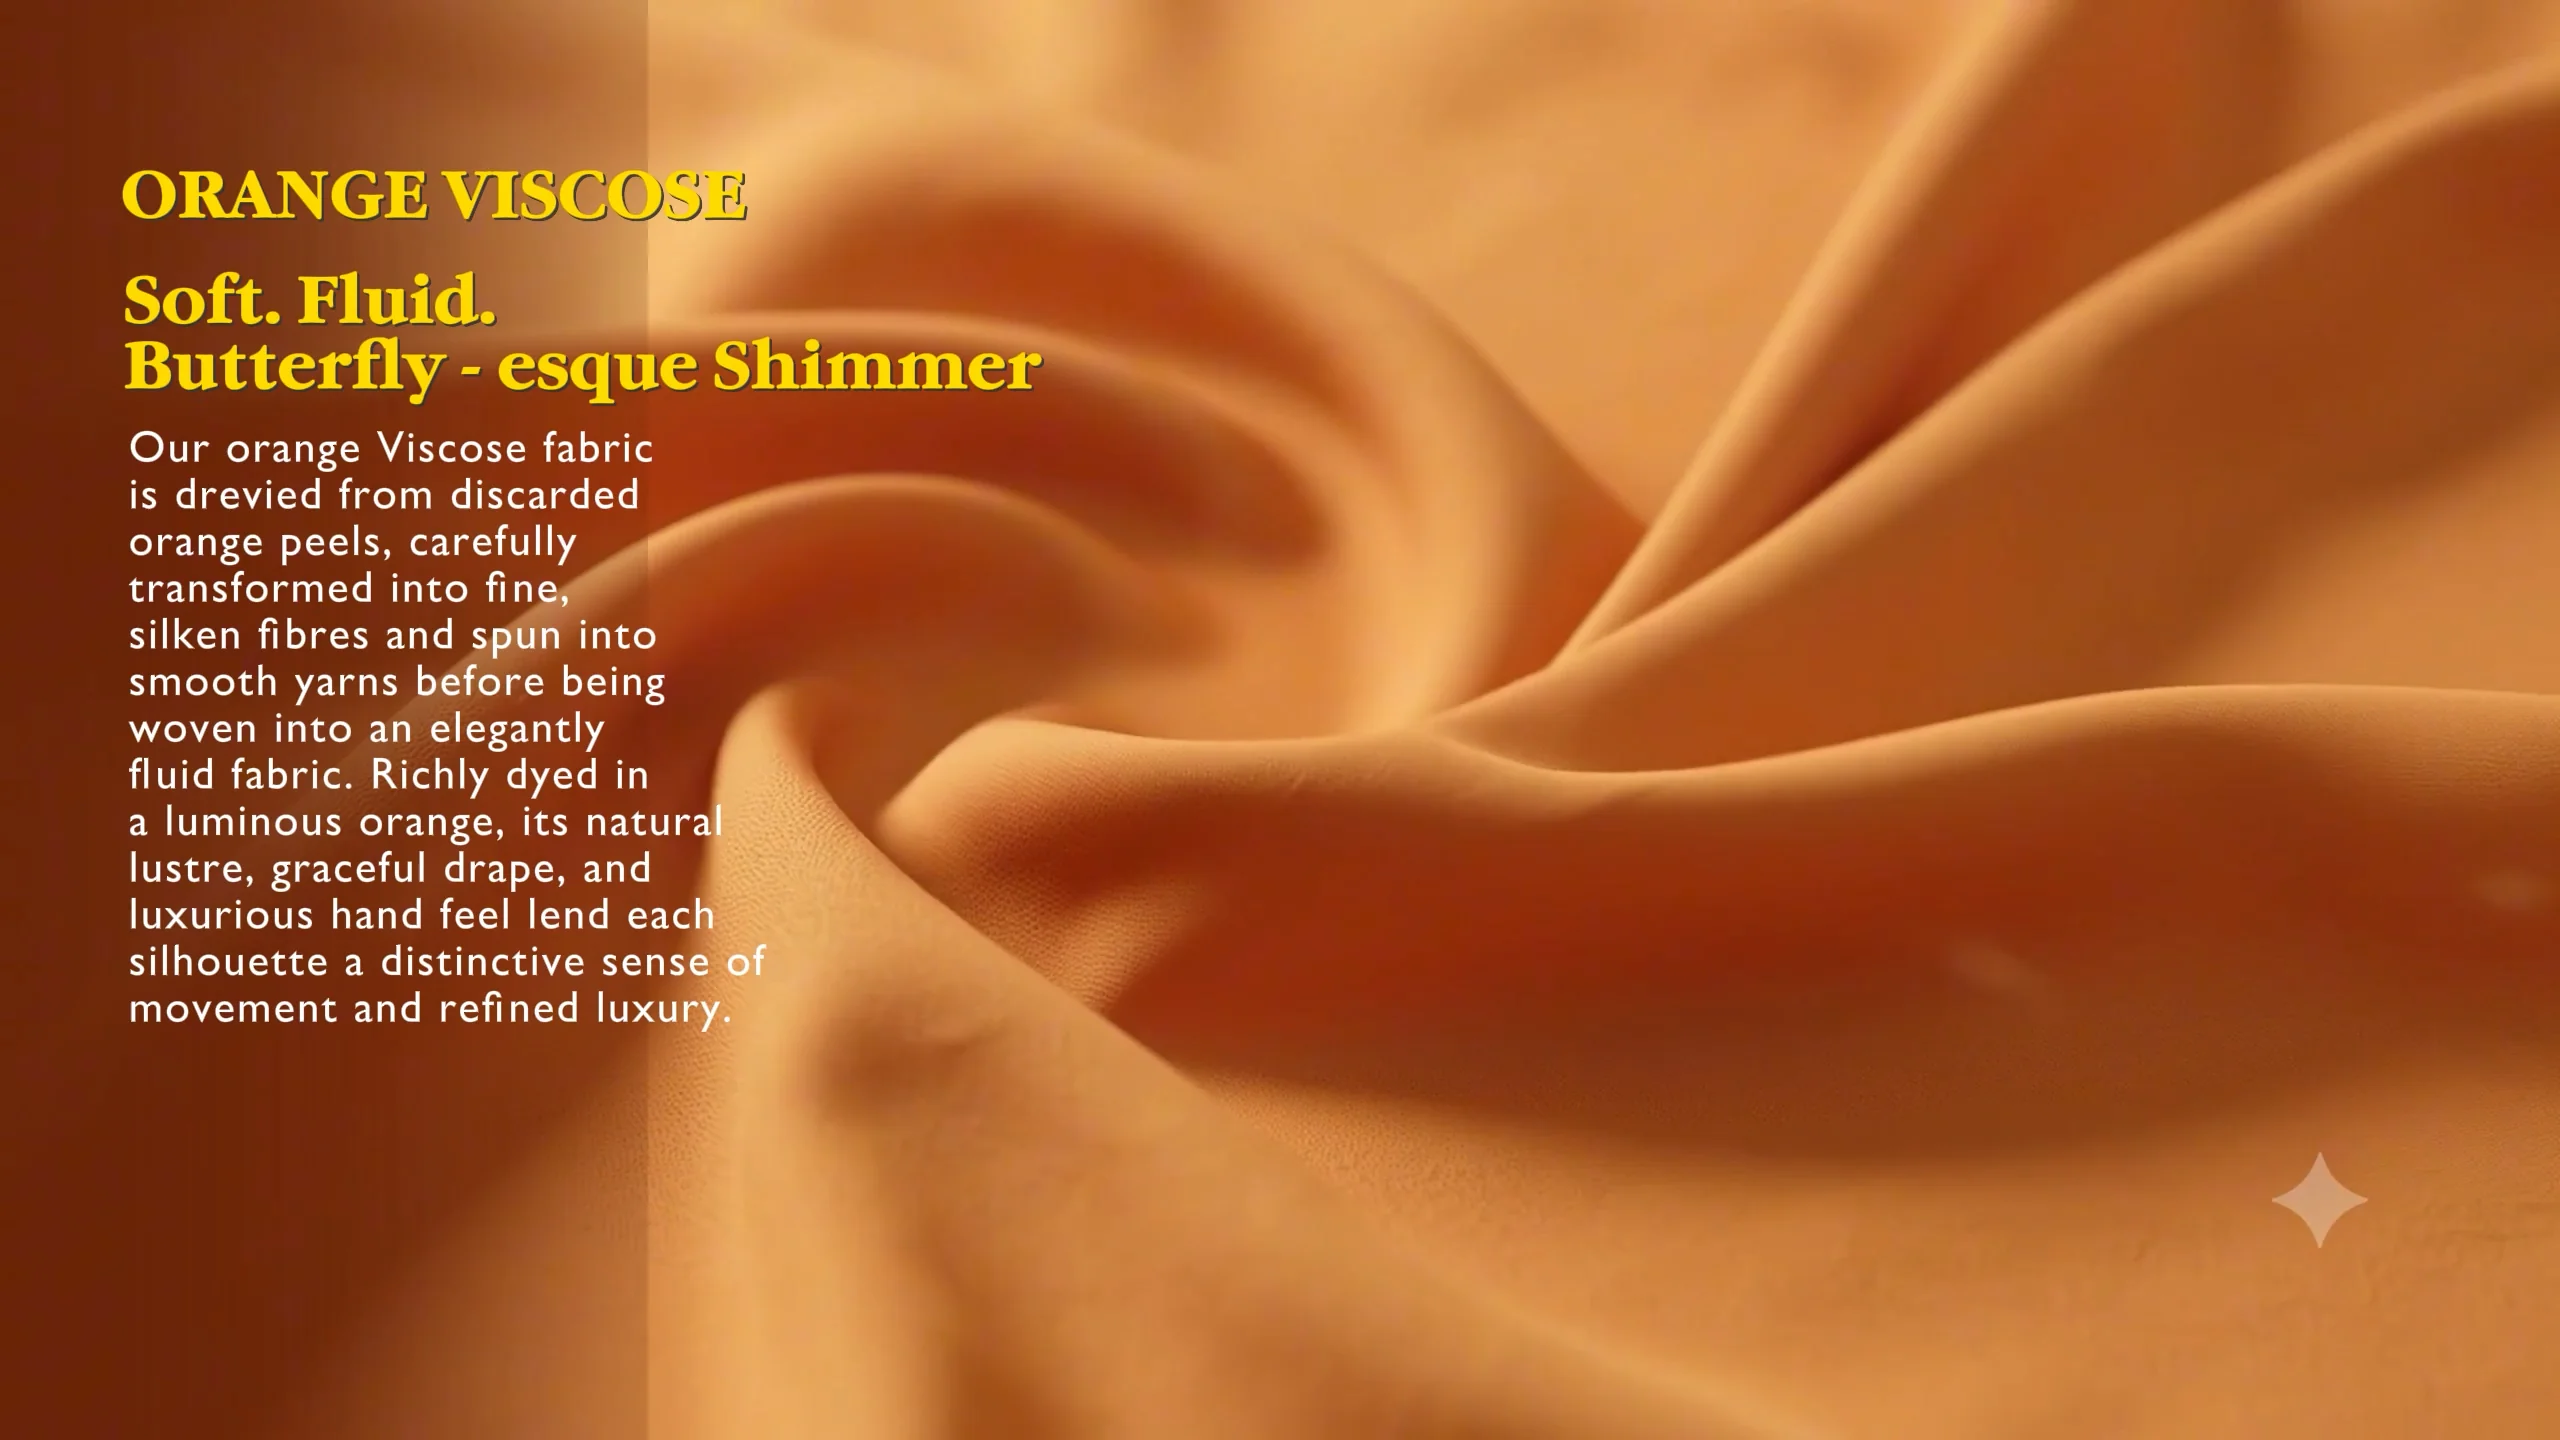 ORANGE VISCOSE
Soft. Fluid.
Butterfly - esque Shimmer
Our orange Viscose fabric
is drevied from discarded
orange peels, carefully
transformed into fine,
silken fibres and spun into
smooth yarns before being
woven into an elegantly
fluid fabric. Richly dyed in
a luminous orange, its natural
lustre, graceful drape, and
luxurious hand feel lend each
silhouette a distinctive sense of
movement and refined luxury.